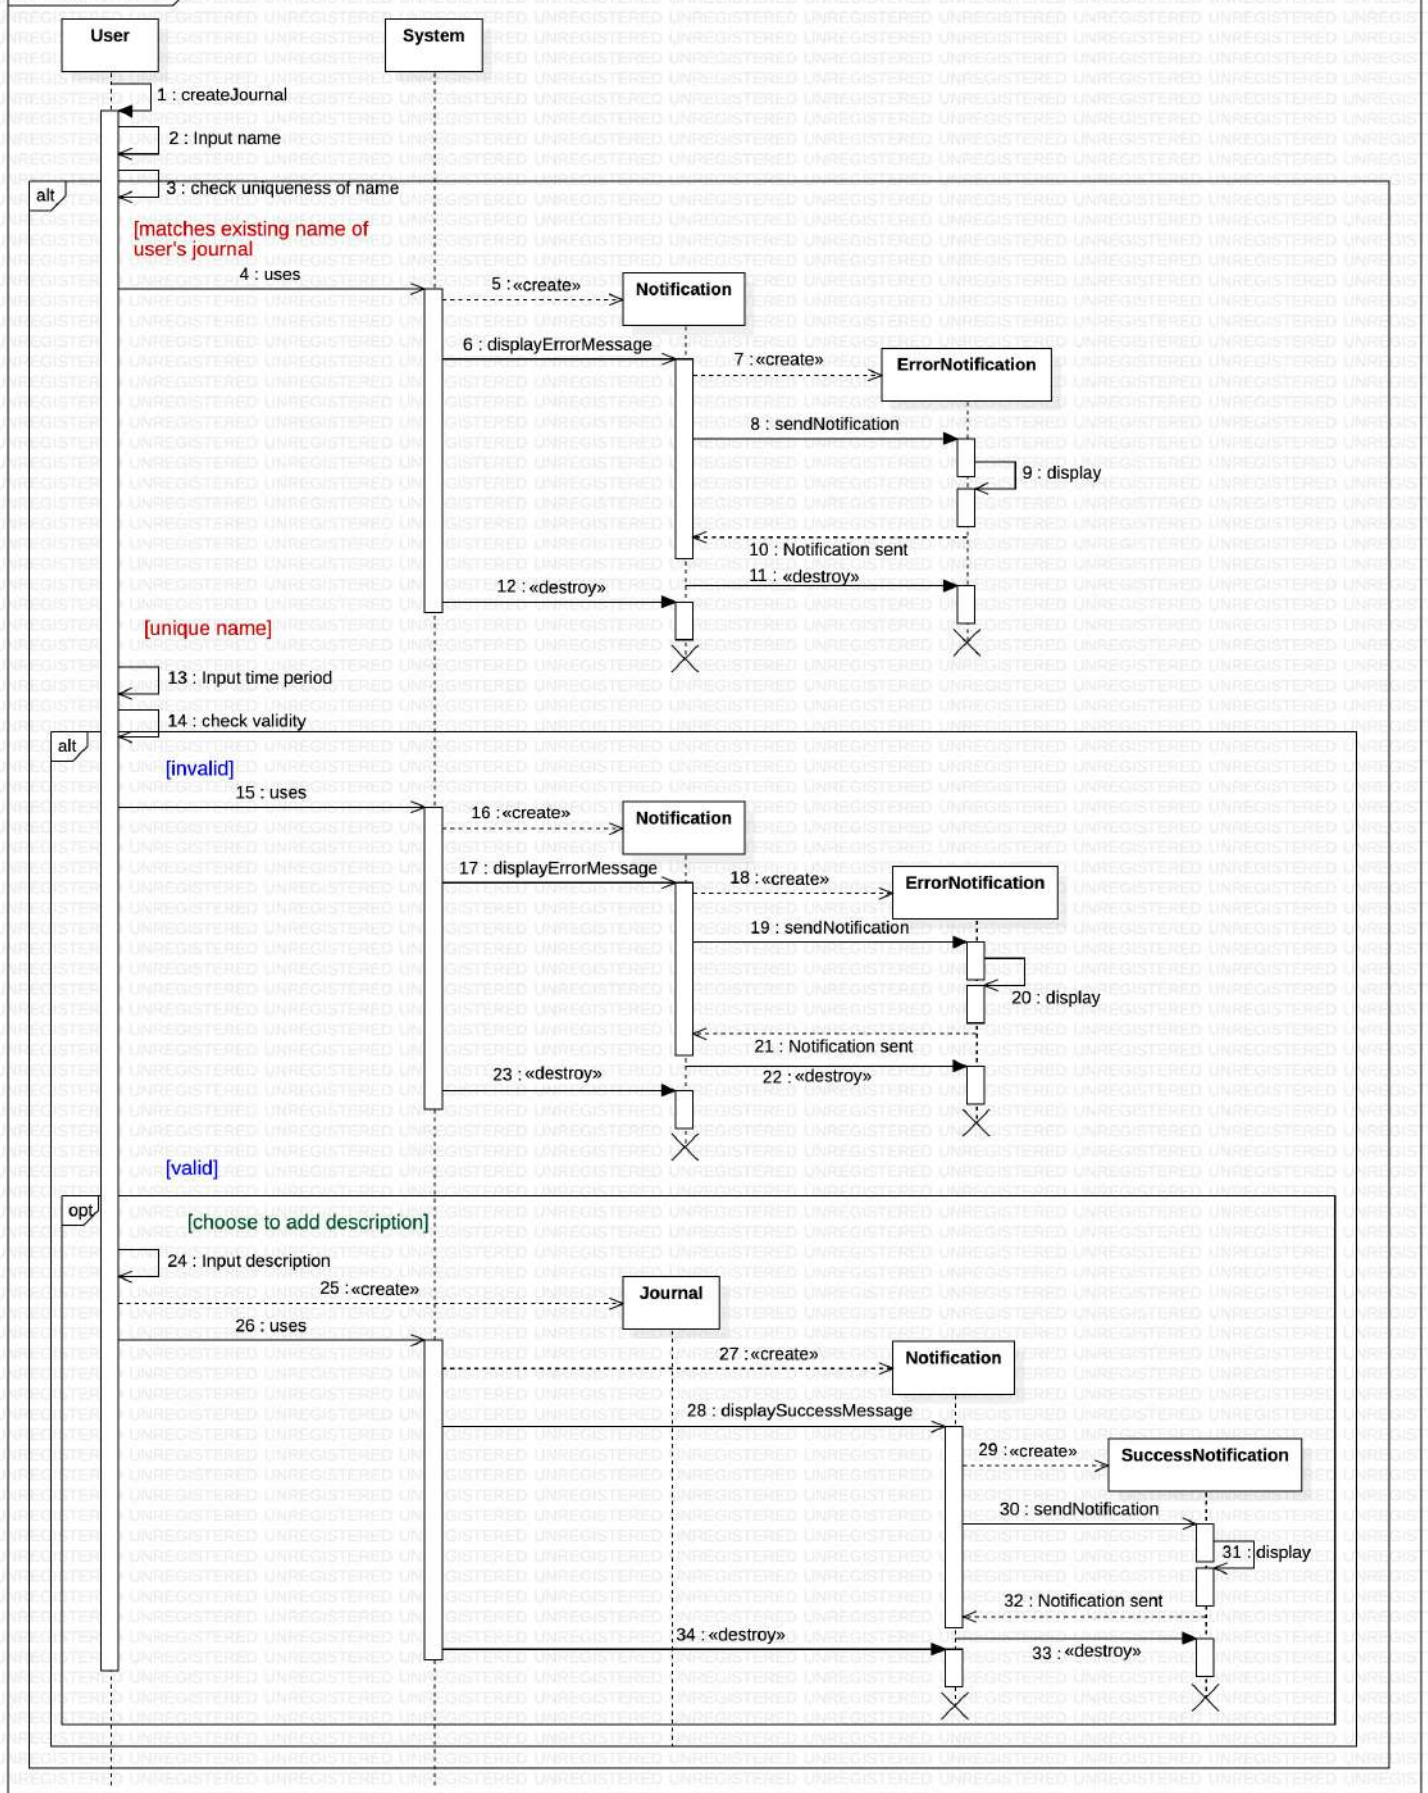 User
System
1 : createJournal
2 : Input name
3 : check uniqueness of name
alt
[matches existing name of
user's journal
4 : uses
5 : «create»
Notification
6 : displayErrorMessage
7 : «create»
ErrorNotification
8 : sendNotification
9 : display
10 : Notification sent
11 : «destroy»
12 : «destroy»
[unique name]
13 : Input time period
14 : check validity
alt
[invalid]
15 : uses
16 : «create»
Notification
17 : displayErrorMessage
18 : «create»
ErrorNotification
19 : sendNotification
20 : display
21 : Notification sent
22 : «destroy»
23 : «destroy»
[valid]
opt
[choose to add description]
24 : Input description
25 : «create»
Journal
26 : uses
27 : «create»
Notification
28 : displaySuccessMessage
29 : «create»
SuccessNotification
30 : sendNotification
31 : display
32 : Notification sent
34 : «destroy»
33 : «destroy»
UNREGISTERED